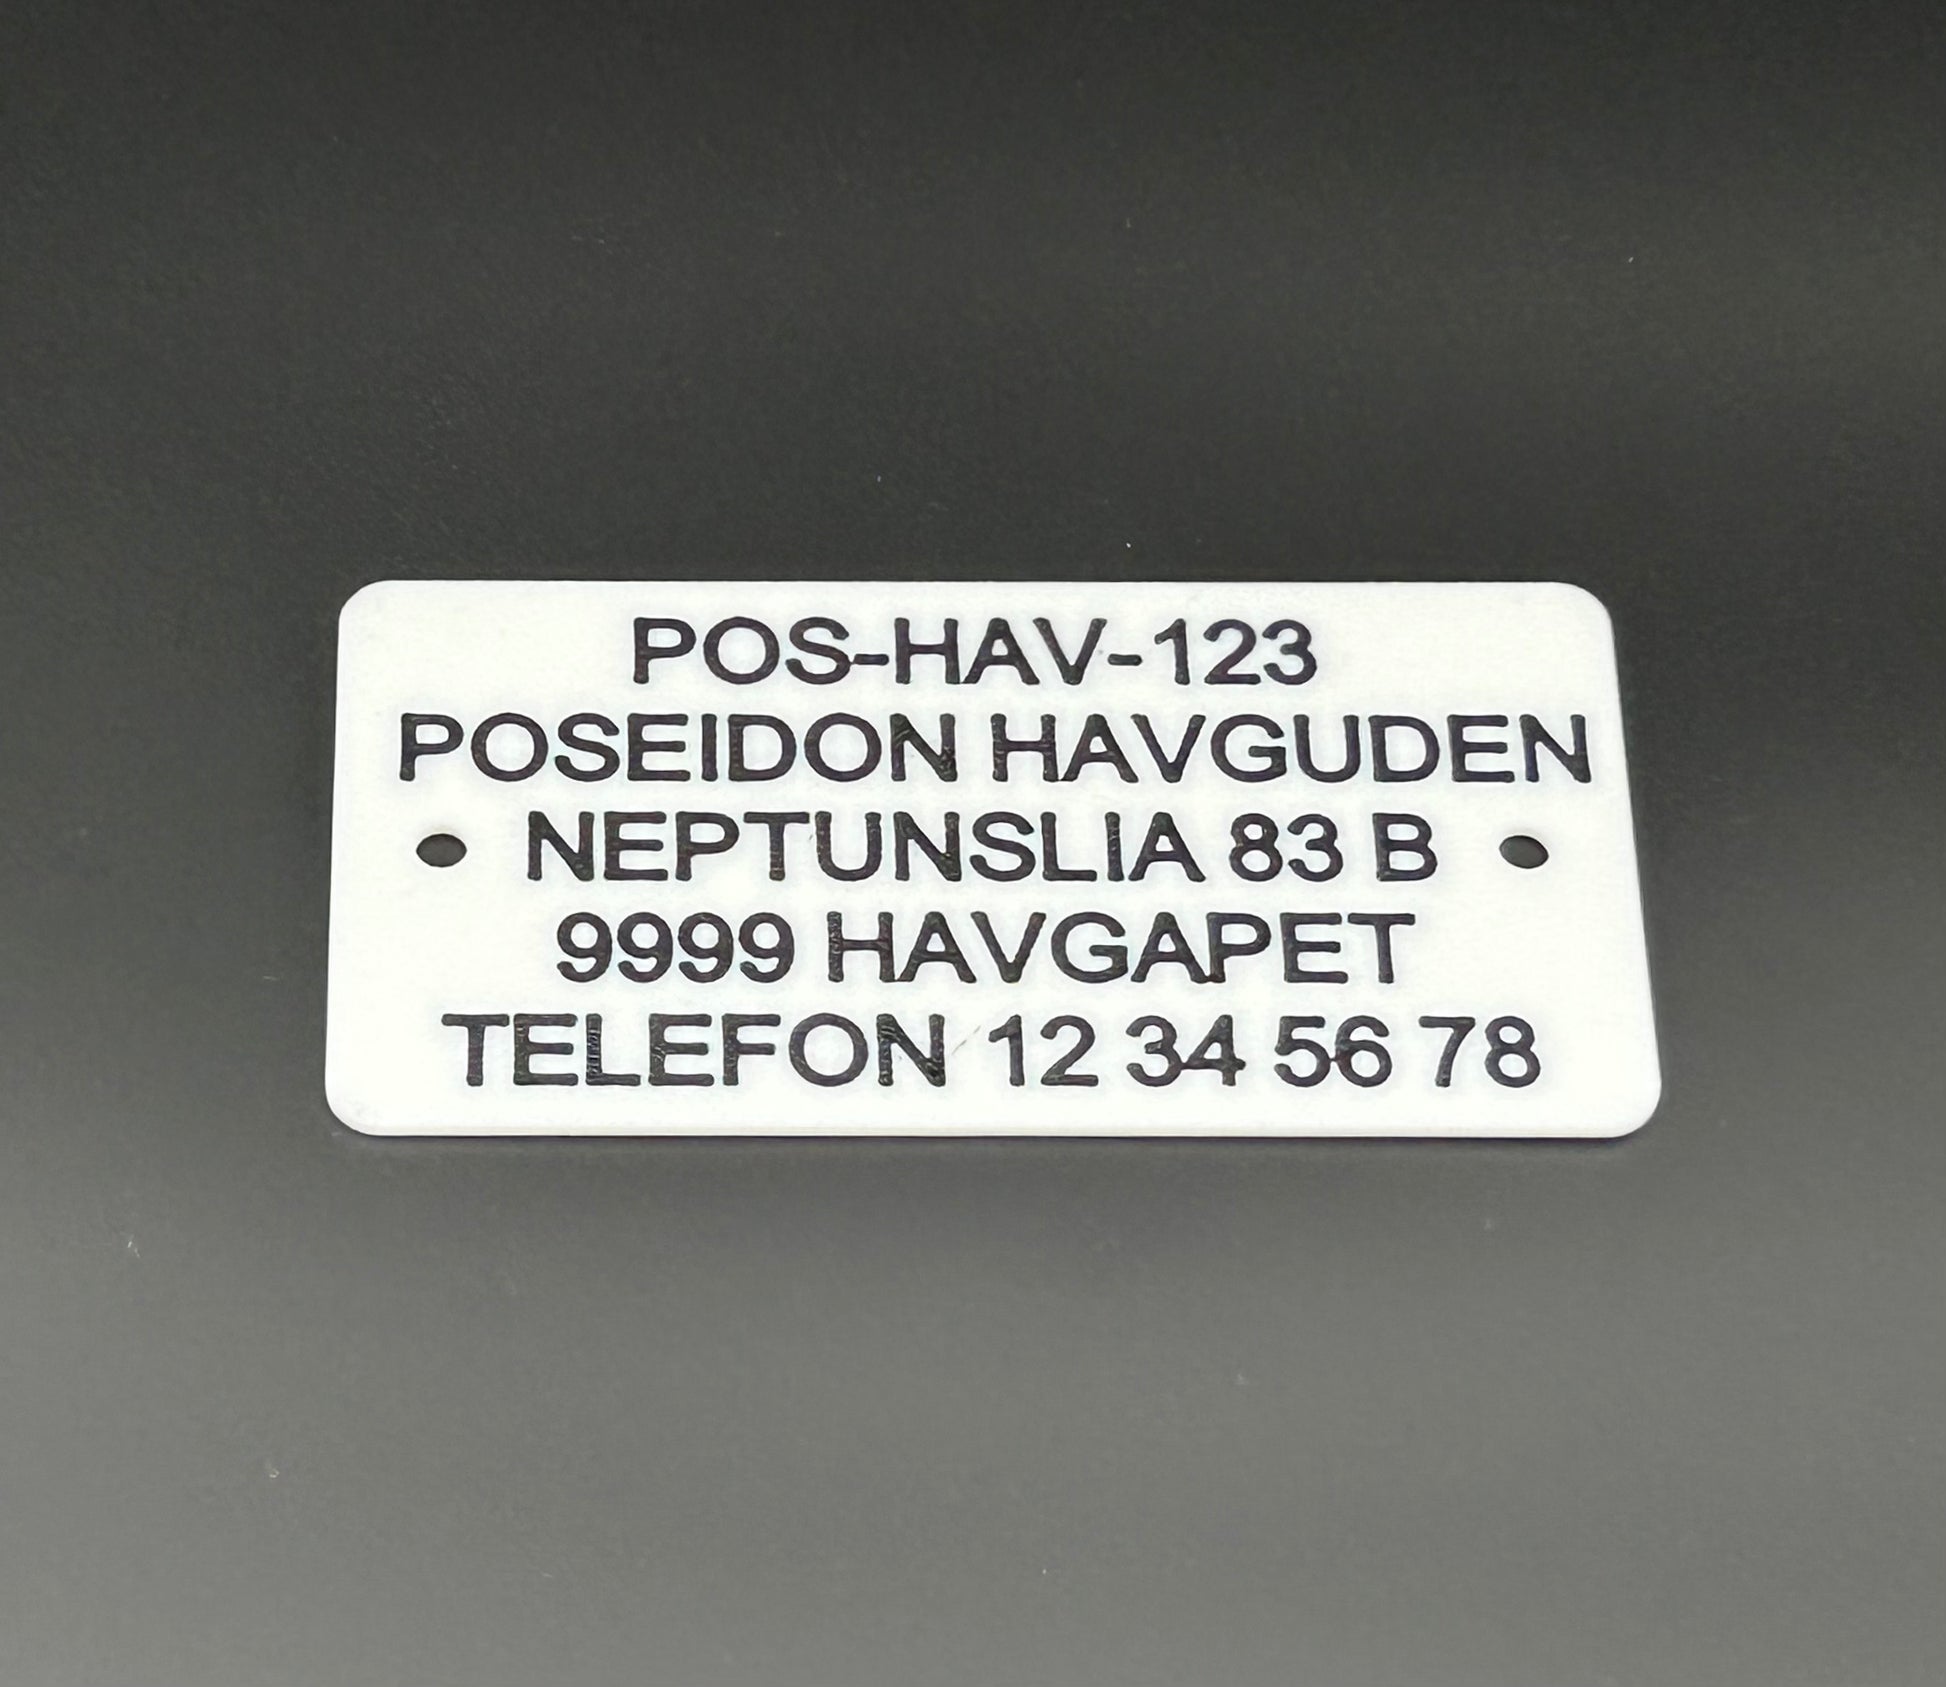 POS-HAV-123
POSEIDON HAVGUDEN
NEPTUNSLIA 83 B
9999 HAVGAPET
TELEFON 12 34 56 78